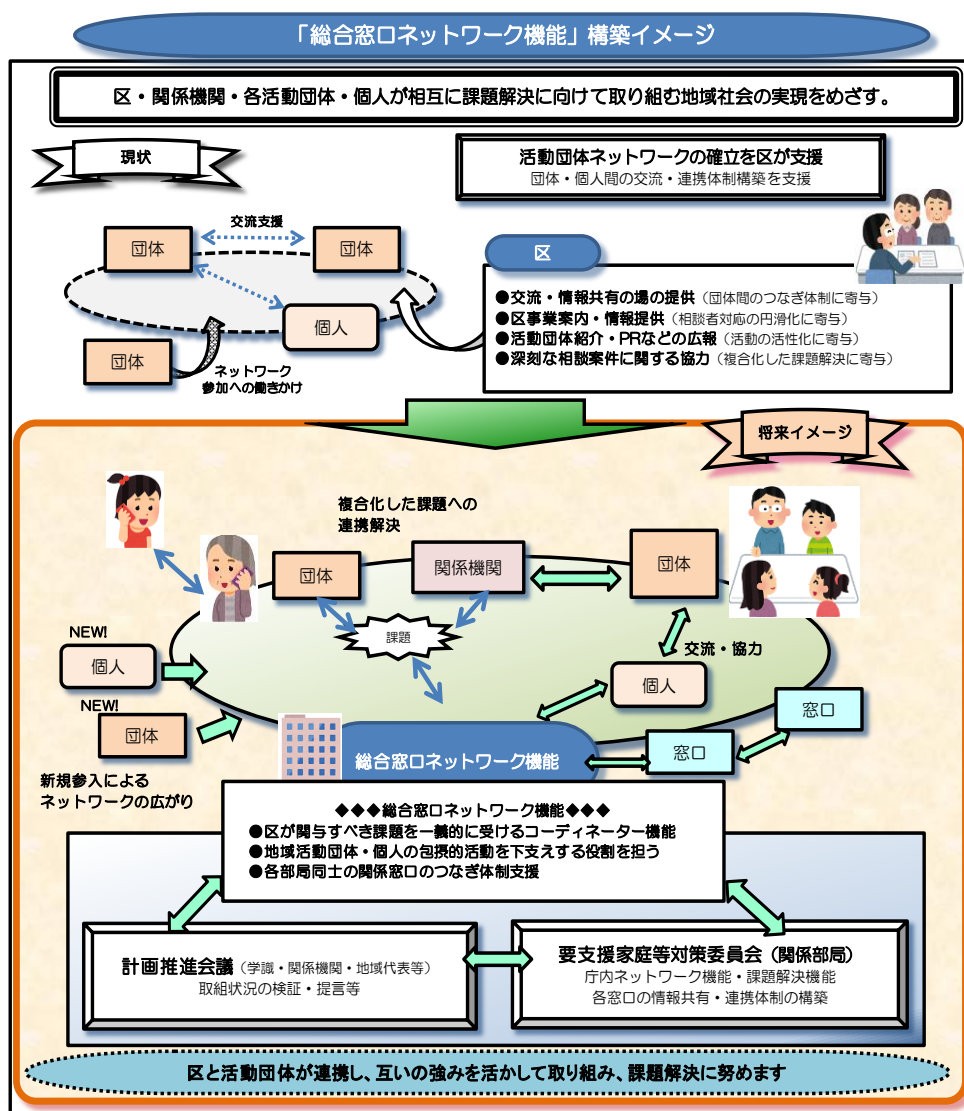 「総合窓口ネットワーク機能」構築イメージ
区・関係機関・各活動団体・個人が相互に課題解決に向けて取り組む地域社会の実現をめざす。
現状
活動団体ネットワークの確立を区が支援
団体・個人間の交流・連携体制構築を支援
交流支援
団体
団体
個人
団体
ネットワーク
参加への働きかけ
区
●交流・情報共有の場の提供（団体間のつなぎ体制に寄与）
●区事業案内・情報提供（相談者対応の円滑化に寄与）
●活動団体紹介・PRなどの広報（活動の活性化に寄与）
●深刻な相談案件に関する協力（複合化した課題解決に寄与）
将来イメージ
複合化した課題への
連携解決
団体
関係機関
団体
課題
NEW!
個人
NEW!
団体
交流・協力
個人
窓口
窓口
新規参入による
ネットワークの広がり
総合窓口ネットワーク機能
◆◆◆総合窓口ネットワーク機能◆◆◆
●区が関与すべき課題を一義的に受けるコーディネーター機能
●地域活動団体・個人の包摂的活動を下支えする役割を担う
●各部局同士の関係窓口のつなぎ体制支援
計画推進会議（学識・関係機関・地域代表等）
取組状況の検証・提言等
要支援家庭等対策委員会（関係部局）
庁内ネットワーク機能・課題解決機能
各窓口の情報共有・連携体制の構築
区と活動団体が連携し、互いの強みを活かして取り組み、課題解決に努めます